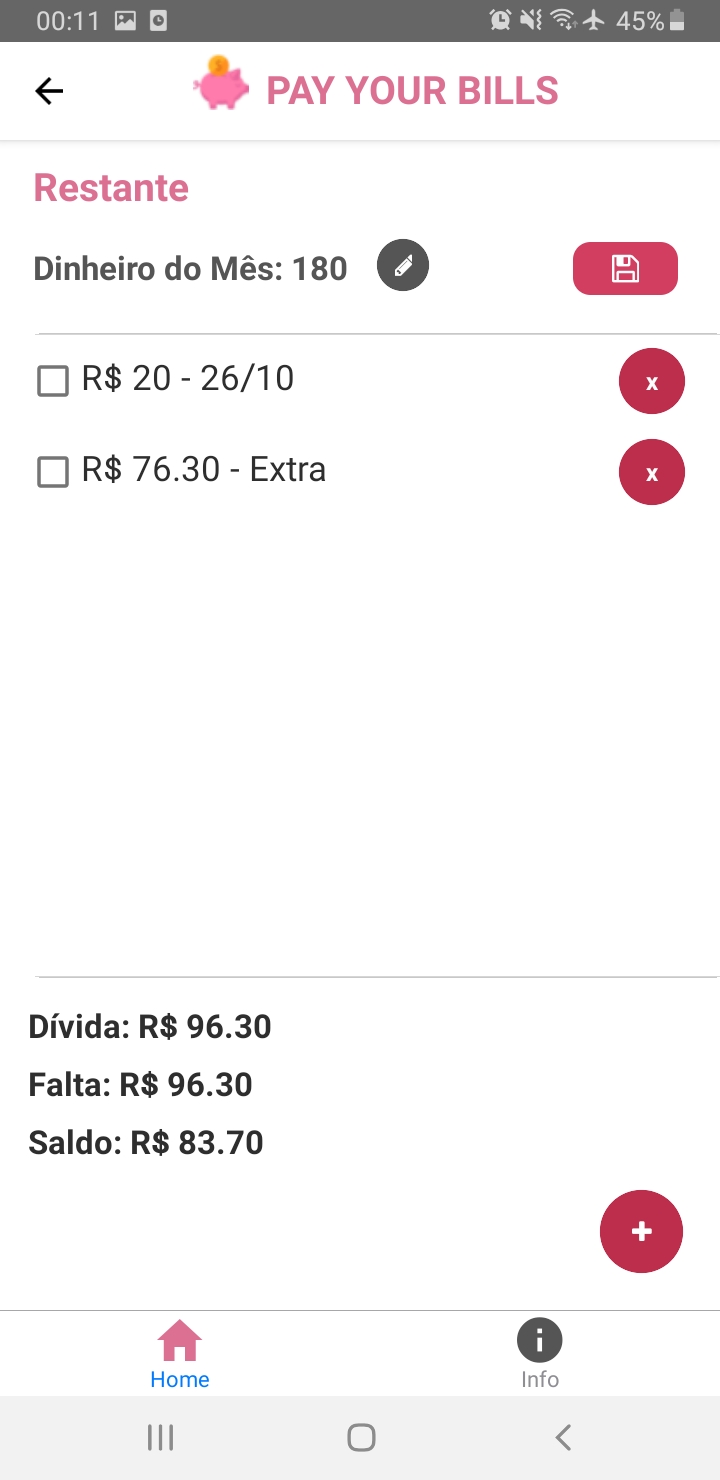 00:11 45%
PAY YOUR BILLS
Restante
Dinheiro do Mês: 180
R$ 20 - 26/10 x
R$ 76.30 - Extra x
Dívida: R$ 96.30
Falta: R$ 96.30
Saldo: R$ 83.70
+
Home Info